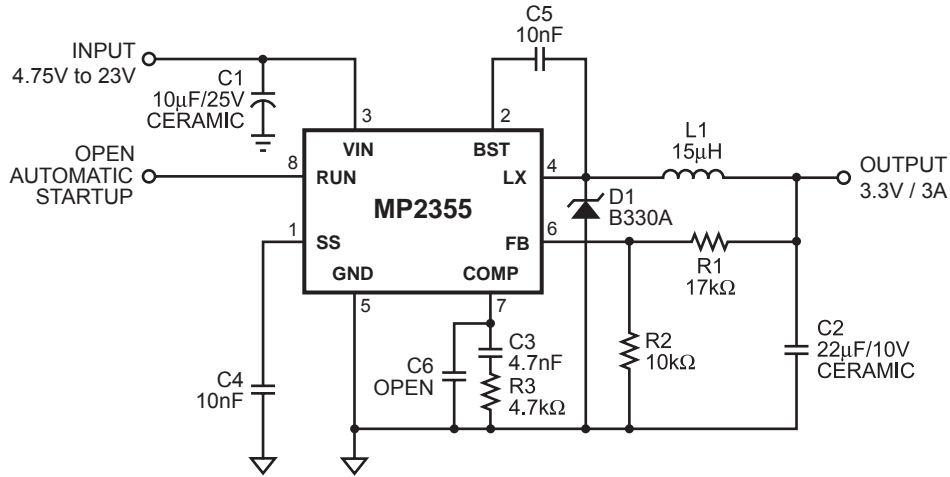 C5
10nF
INPUT
4.75V to 23V
C1
10μF/25V
CERAMIC
3
2
VIN
BST
L1
15μH
OPEN
AUTOMATIC
STARTUP
8
RUN
LX
4
OUTPUT
3.3V / 3A
MP2355
D1
B330A
1
SS
FB
6
R1
17kΩ
GND
COMP
5
7
C3
4.7nF
C6
OPEN
R3
4.7kΩ
R2
10kΩ
C2
22μF/10V
CERAMIC
C4
10nF